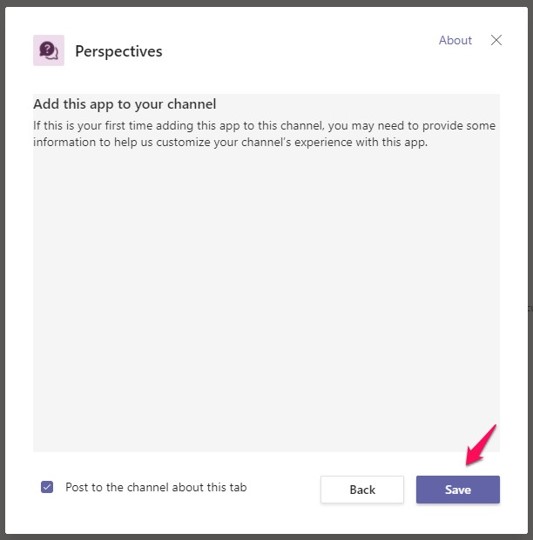 Perspectives
About
Add this app to your channel
If this is your first time adding this app to this channel, you may need to provide some
information to help us customize your channel's experience with this app.
Post to the channel about this tab
Back
Save